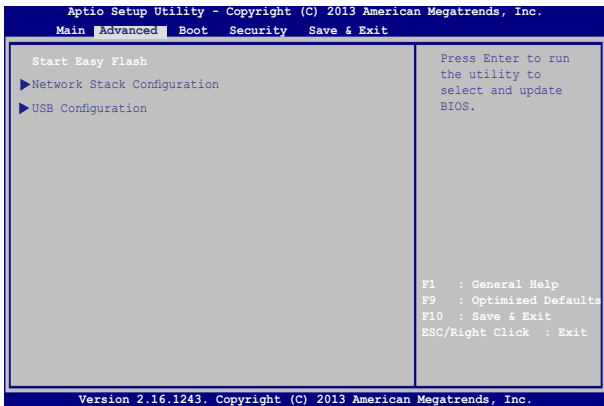 Aptio Setup Utility - Copyright (C) 2013 American Megatrends, Inc.
Main Advanced Boot Security Save & Exit
Start Easy Flash
Network Stack Configuration
USB Configuration
Press Enter to run
the utility to
select and update
BIOS.
F1 : General Help
F9 : Optimized Defaults
F10 : Save & Exit
ESC/Right Click : Exit
Version 2.16.1243. Copyright (C) 2013 American Megatrends, Inc.